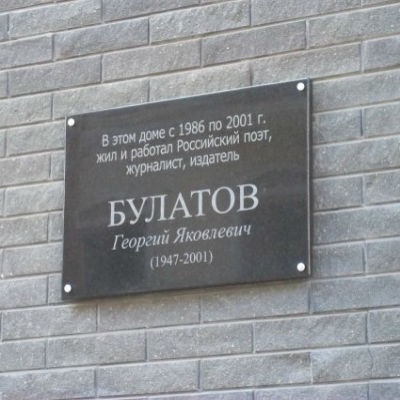 В этом доме с 1986 по 2001 г.
жил и работал Российский поэт,
журналист, издатель
БУЛАТОВ
Георгий Яковлевич
(1947-2001)